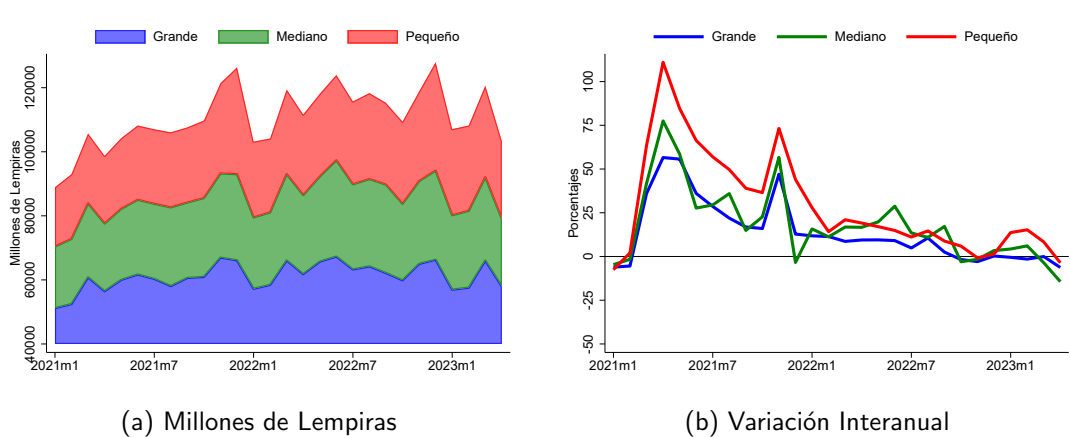 Grande Mediano Pequeño
Millones de Lempiras
120000
100000
80000
60000
40000
2021m1 2021m7 2022m1 2022m7 2023m1
(a) Millones de Lempiras
Grande Mediano Pequeño
Porcentajes
100
75
50
25
0
-25
-50
2021m1 2021m7 2022m1 2022m7 2023m1
(b) Variación Interanual